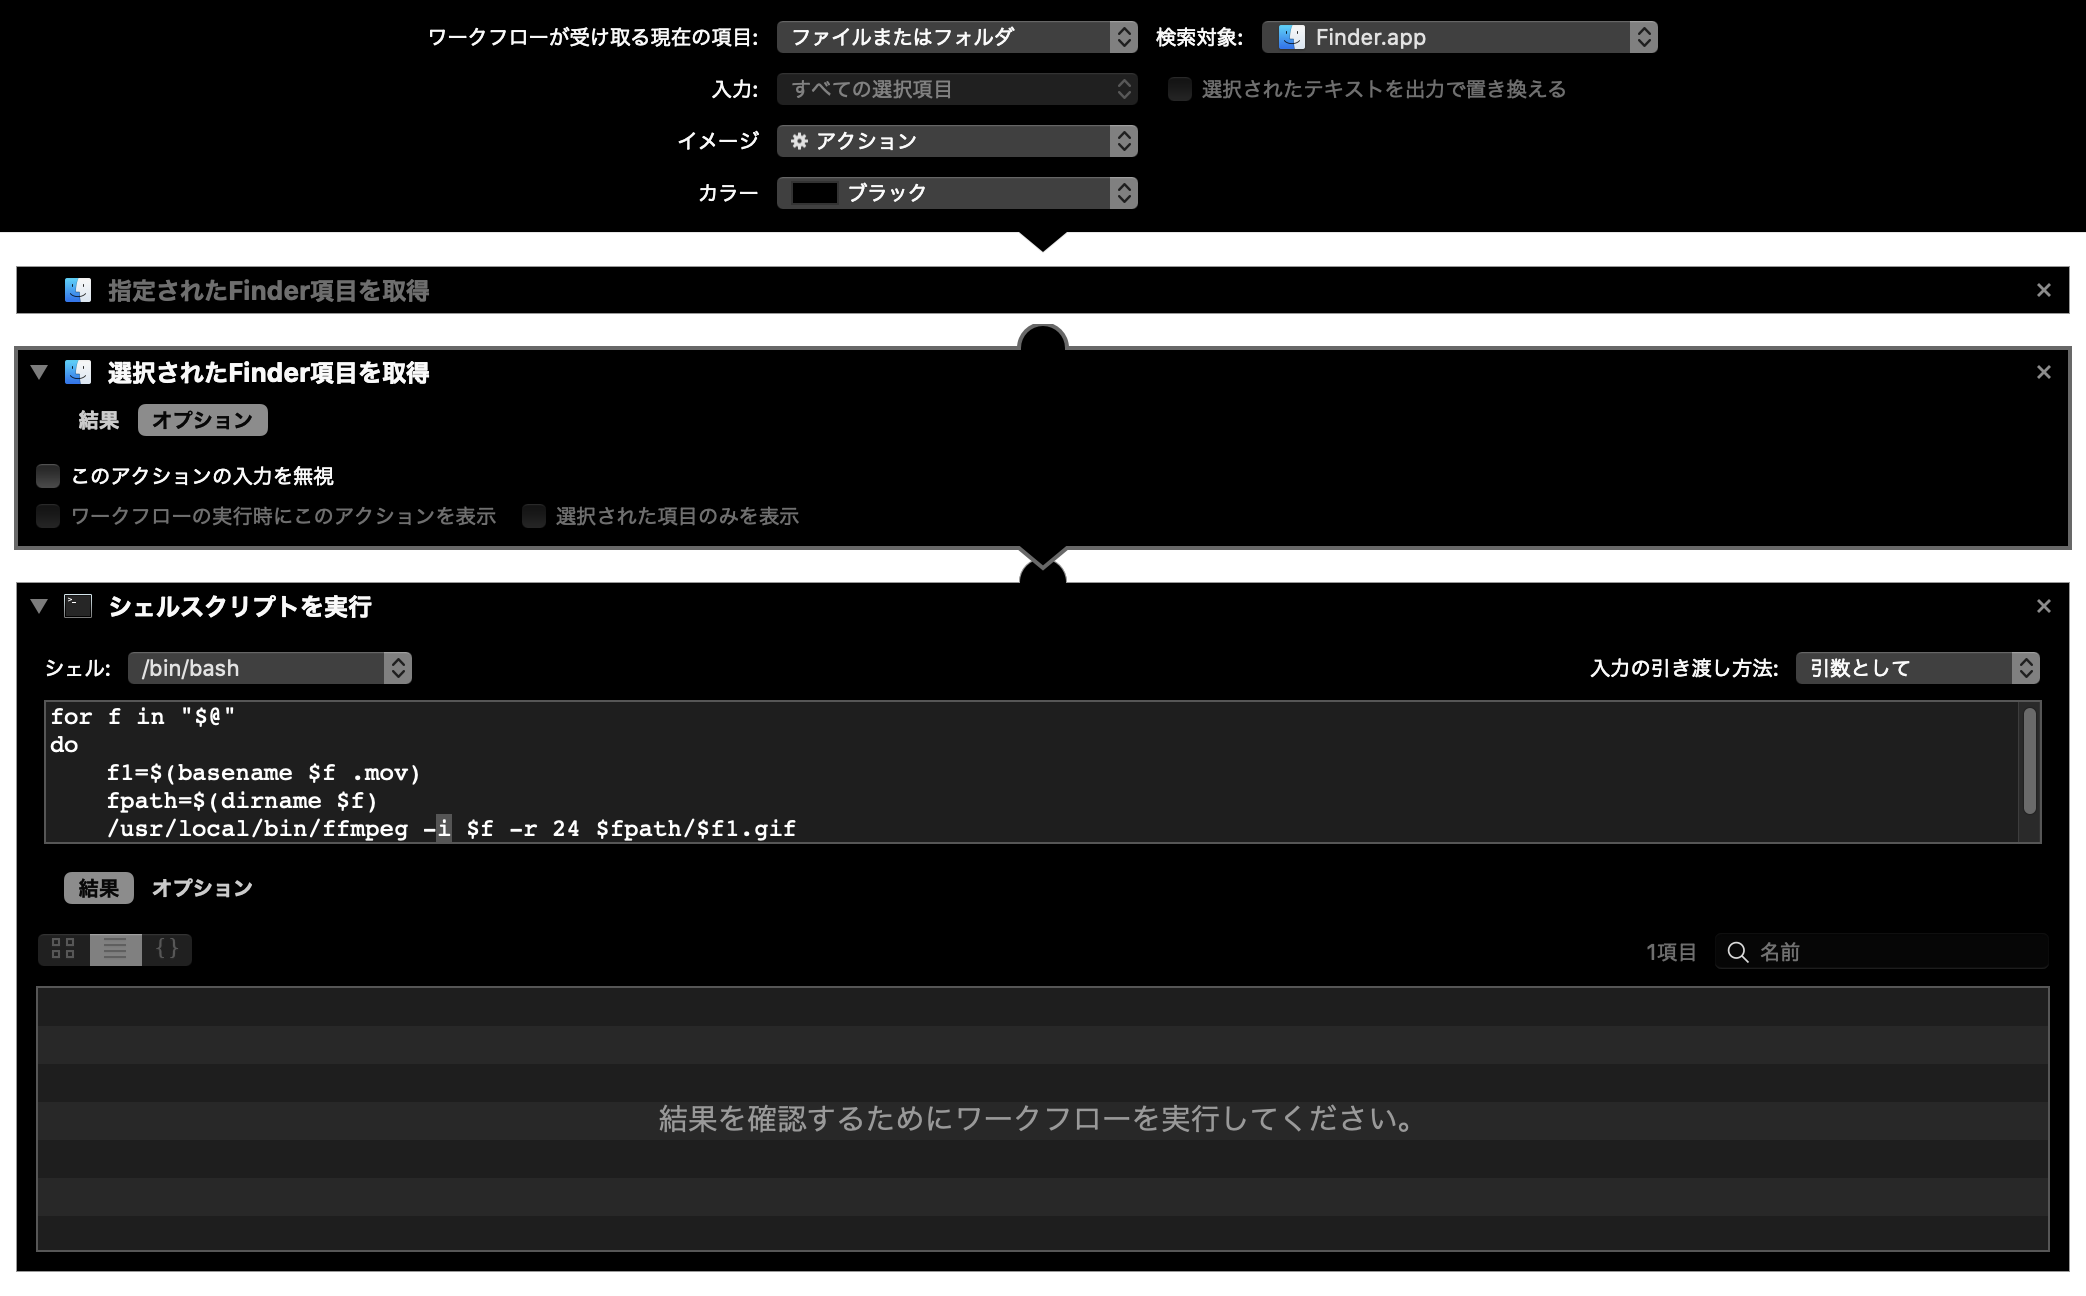 ワークフローが受け取る現在の項目: ファイルまたはフォルダ 検索対象: Finder.app
入力: すべての選択項目 選択されたテキストを出力で置き換える
イメージ アクション
カラー ブラック
指定されたFinder項目を取得
選択されたFinder項目を取得
結果 オプション
このアクションの入力を無視
ワークフローの実行時にこのアクションを表示 選択された項目のみを表示
シェルスクリプトを実行
シェル: /bin/bash 入力の引き渡し方法: 引数として
for f in "$@"
do
f1=$(basename $f .mov)
fpath=$(dirname $f)
/usr/local/bin/ffmpeg -i $f -r 24 $fpath/$f1.gif
結果 オプション
{} 1項目 名前
結果を確認するためにワークフローを実行してください。